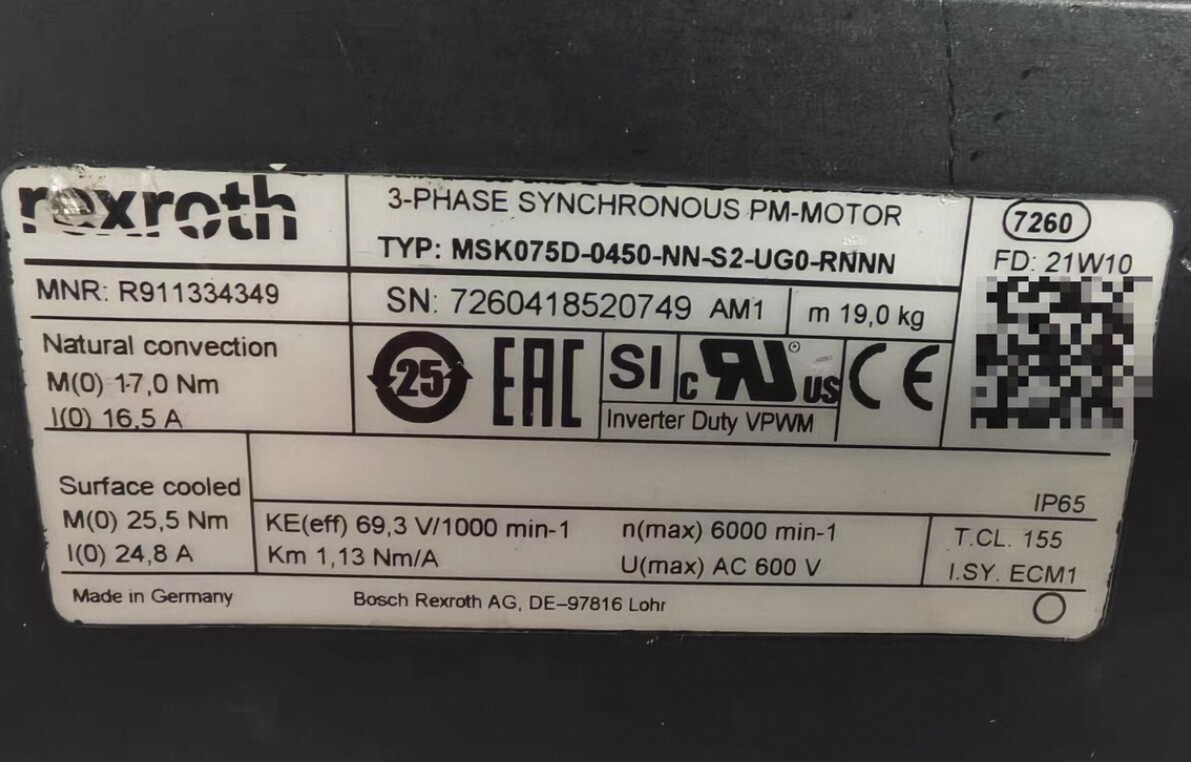 rexroth
3-PHASE SYNCHRONOUS PM-MOTOR
TYP: MSK075D-0450-NN-S2-UG0-RNNN
7260
FD: 21W10
MNR: R911334349
SN: 7260418520749 AM1
m 19,0 kg
Natural convection
M(0) 17,0 Nm
I(0) 16,5 A
25
EAC
SI
c RU US
Inverter Duty VPWM
CE
Surface cooled
M(0) 25,5 Nm
I(0) 24,8 A
KE(eff) 69,3 V/1000 min-1
Km 1,13 Nm/A
n(max) 6000 min-1
U(max) AC 600 V
IP65
T.CL. 155
I.SY. ECM1
Made in Germany
Bosch Rexroth AG, DE-97816 Lohr